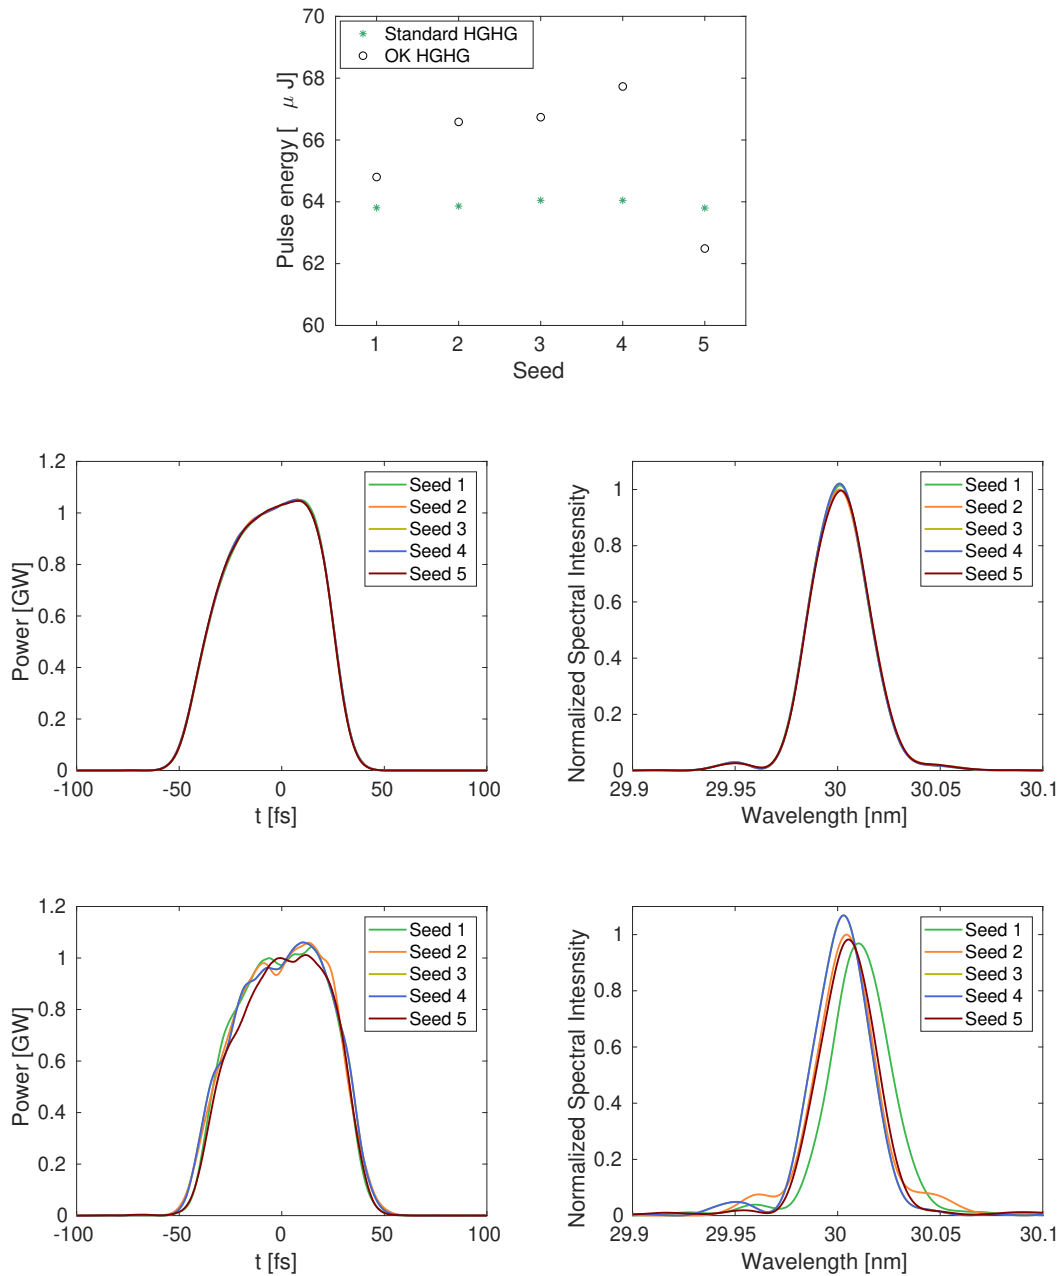 70
68
66
64
62
60
Pulse energy [ μ J]
Standard HGHG
OK HGHG
1 2 3 4 5
Seed
1.2
1
0.8
0.6
0.4
0.2
0
Power [GW]
Seed 1
Seed 2
Seed 3
Seed 4
Seed 5
-100 -50 0 50 100
t [fs]
1
0.8
0.6
0.4
0.2
0
Normalized Spectral Intesnsity
Seed 1
Seed 2
Seed 3
Seed 4
Seed 5
29.9 29.95 30 30.05 30.1
Wavelength [nm]
1.2
1
0.8
0.6
0.4
0.2
0
Power [GW]
Seed 1
Seed 2
Seed 3
Seed 4
Seed 5
-100 -50 0 50 100
t [fs]
1
0.8
0.6
0.4
0.2
0
Normalized Spectral Intesnsity
Seed 1
Seed 2
Seed 3
Seed 4
Seed 5
29.9 29.95 30 30.05 30.1
Wavelength [nm]